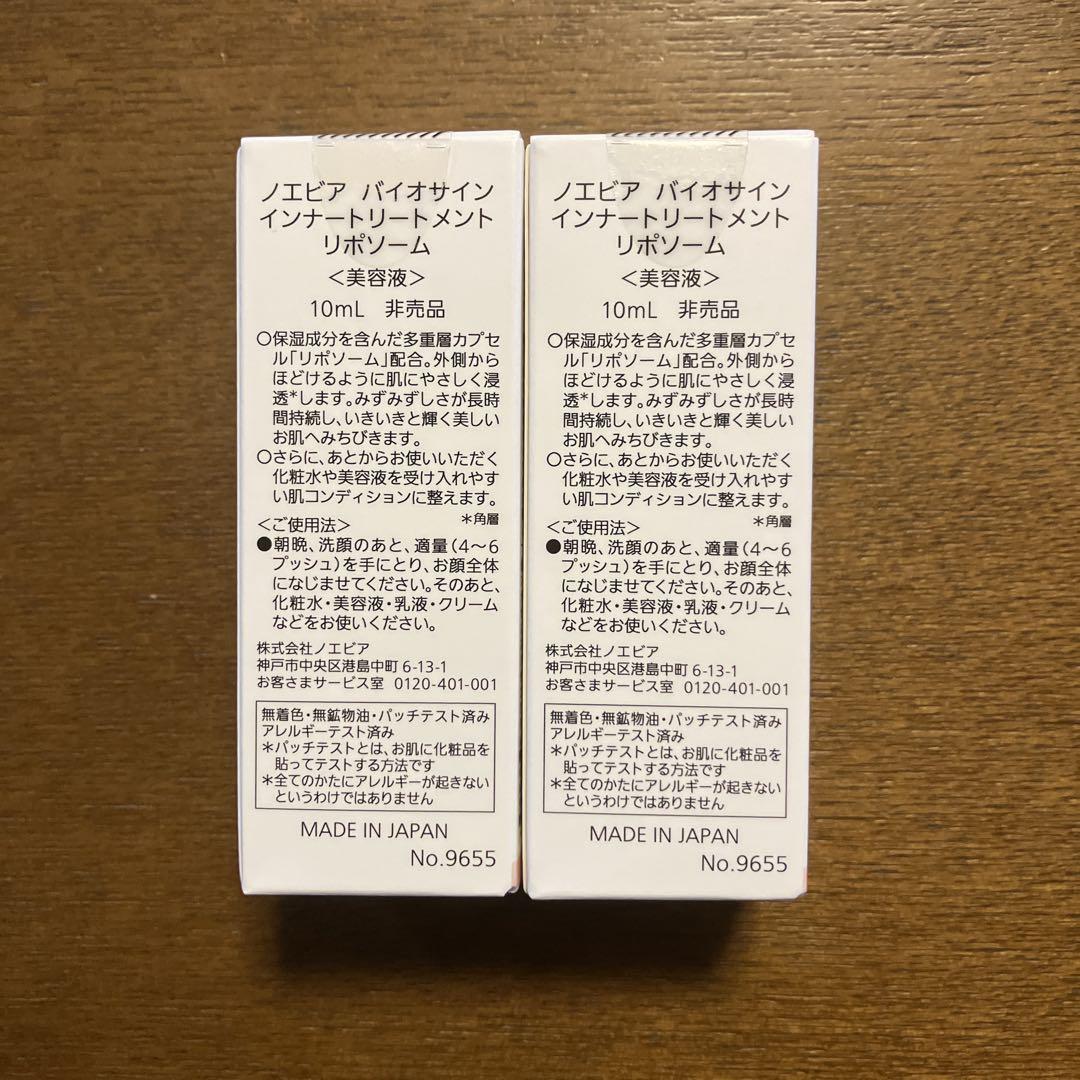 ノエビア バイオサイン
インナートリートメント
リポソーム
＜美容液＞
10mL 非売品
○保湿成分を含んだ多重層カプセ
ル「リポソーム」配合。外側から
ほどけるように肌にやさしく浸
透*します。みずみずしさが長時
間持続し、いきいきと輝く美しい
お肌へみちびきます。
○さらに、あとからお使いいただく
化粧水や美容液を受け入れやす
い肌コンディションに整えます。
＊角層
＜ご使用法＞
●朝晩、洗顔のあと、適量（4〜6
プッシュ）を手にとり、お顔全体
になじませてください。そのあと、
化粧水・美容液・乳液・クリーム
などをお使いください。
株式会社ノエビア
神戸市中央区港島中町 6-13-1
お客さまサービス室 0120-401-001
無着色・無鉱物油・パッチテスト済み
アレルギーテスト済み
＊パッチテストとは、お肌に化粧品を
貼ってテストする方法です
＊全てのかたにアレルギーが起きない
というわけではありません
MADE IN JAPAN
No.9655
ノエビア バイオサイン
インナートリートメント
リポソーム
＜美容液＞
10mL 非売品
○保湿成分を含んだ多重層カプセ
ル「リポソーム」配合。外側から
ほどけるように肌にやさしく浸
透*します。みずみずしさが長時
間持続し、いきいきと輝く美しい
お肌へみちびきます。
○さらに、あとからお使いいただく
化粧水や美容液を受け入れやす
い肌コンディションに整えます。
＊角層
＜ご使用法＞
●朝晩、洗顔のあと、適量（4〜6
プッシュ）を手にとり、お顔全体
になじませてください。そのあと、
化粧水・美容液・乳液・クリーム
などをお使いください。
株式会社ノエビア
神戸市中央区港島中町 6-13-1
お客さまサービス室 0120-401-001
無着色・無鉱物油・パッチテスト済み
アレルギーテスト済み
＊パッチテストとは、お肌に化粧品を
貼ってテストする方法です
＊全てのかたにアレルギーが起きない
というわけではありません
MADE IN JAPAN
No.9655